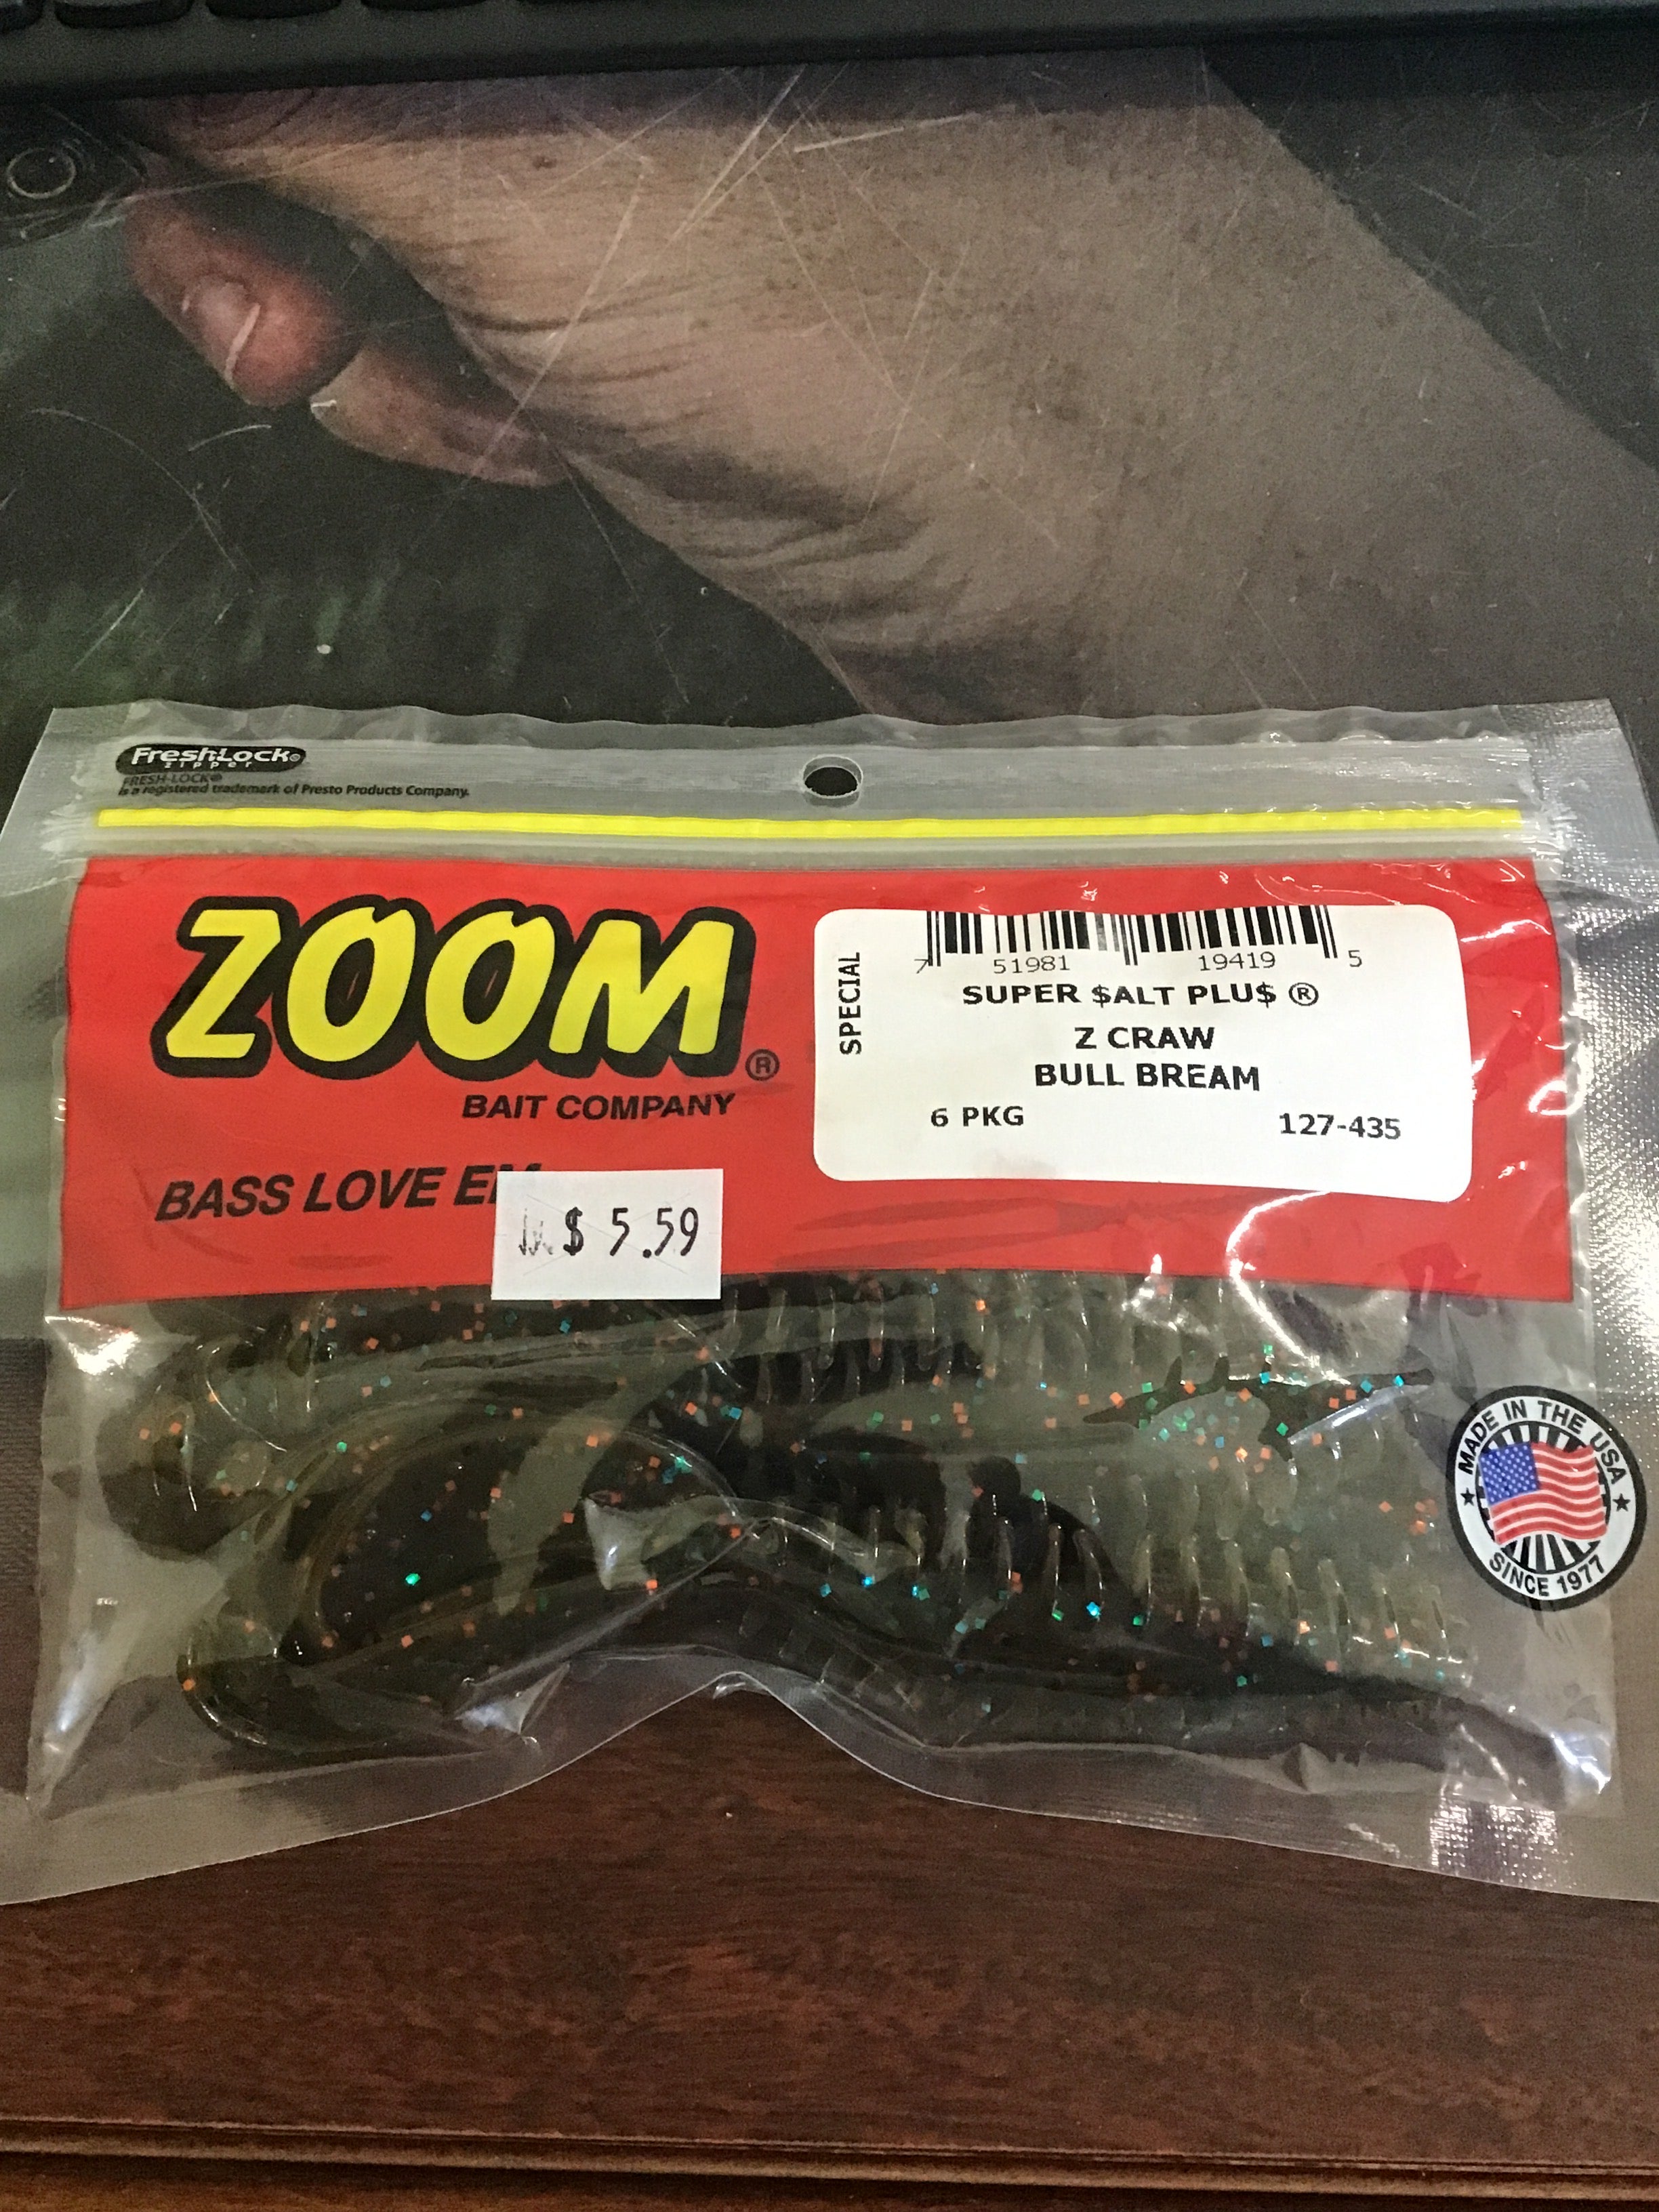 FreshLock®
zipper
FRESH-LOCK®
is a registered trademark of Presto Products Company.
ZOOM®
BAIT COMPANY
BASS LOVE
$ 5.59
SPECIAL
7 51981 19419 5
SUPER $ALT PLU$ ®
Z CRAW
BULL BREAM
6 PKG 127-435
MADE IN THE USA
SINCE 1977